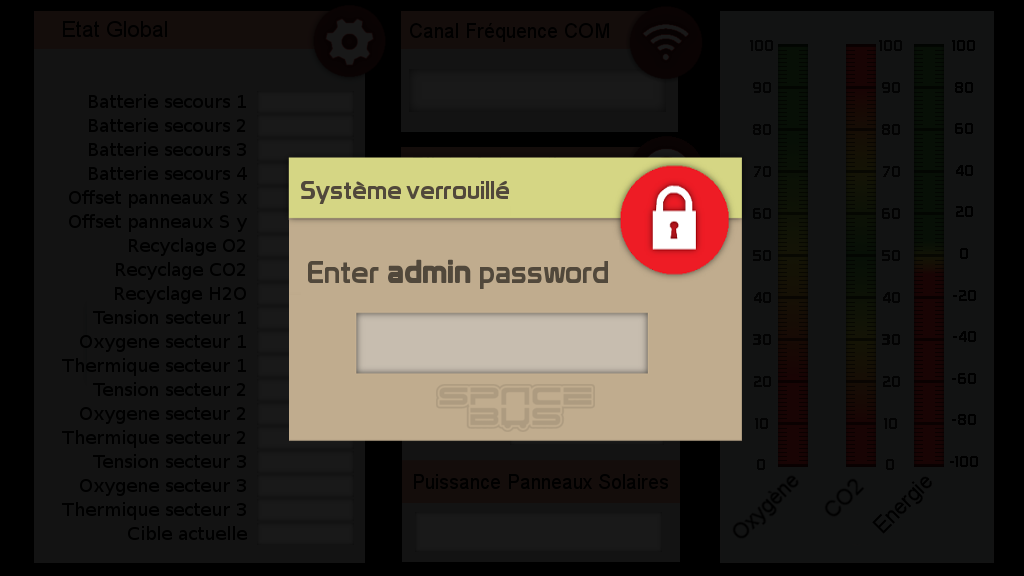 Etat Global
Batterie secours 1
Batterie secours 2
Batterie secours 3
Batterie secours 4
Offset panneaux S x
Offset panneaux S y
Recyclage O2
Recyclage CO2
Recyclage H2O
Tension secteur 1
Oxygene secteur 1
Thermique secteur 1
Tension secteur 2
Oxygene secteur 2
Thermique secteur 2
Tension secteur 3
Oxygene secteur 3
Thermique secteur 3
Cible actuelle
Canal Fréquence COM
Système verrouillé
Enter admin password
SPACE
BUS
Puissance Panneaux Solaires
100 100 100
90 90 80
80 80 60
70 70 40
60 60 20
50 50 0
40 40 -20
30 30 -40
20 20 -60
10 10 -80
0 0 -100
Oxygène CO2 Energie